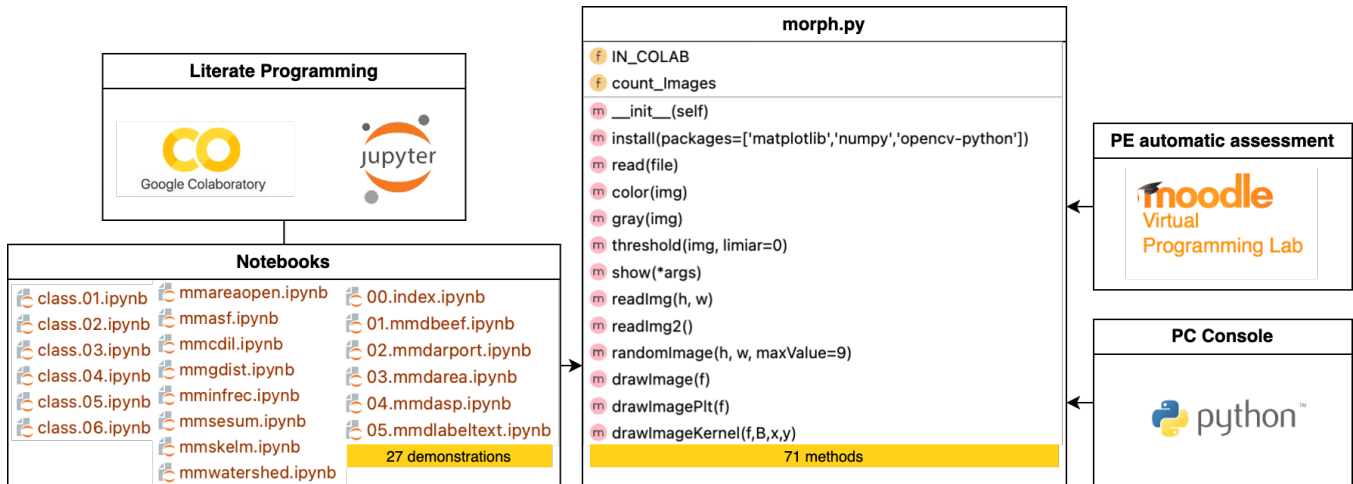 Literate Programming
CO
Google Colaboratory
jupyter
Notebooks
class.01.ipynb
class.02.ipynb
class.03.ipynb
class.04.ipynb
class.05.ipynb
class.06.ipynb
mmareaopen.ipynb
mmasf.ipynb
mmcdil.ipynb
mmgdist.ipynb
mminfrec.ipynb
mmsesum.ipynb
mmskelm.ipynb
mmwatershed.ipynb
00.index.ipynb
01.mmdbeef.ipynb
02.mmdarport.ipynb
03.mmdarea.ipynb
04.mmdasp.ipynb
05.mmdlabeltext.ipynb
27 demonstrations
morph.py
f IN_COLAB
f count_Images
m __init__(self)
m install(packages=['matplotlib','numpy','opencv-python'])
m read(file)
m color(img)
m gray(img)
m threshold(img, limiar=0)
m show(*args)
m readImg(h, w)
m readImg2()
m randomImage(h, w, maxValue=9)
m drawImage(f)
m drawImagePlt(f)
m drawImageKernel(f,B,x,y)
71 methods
PE automatic assessment
moodle
Virtual
Programming Lab
PC Console
python™